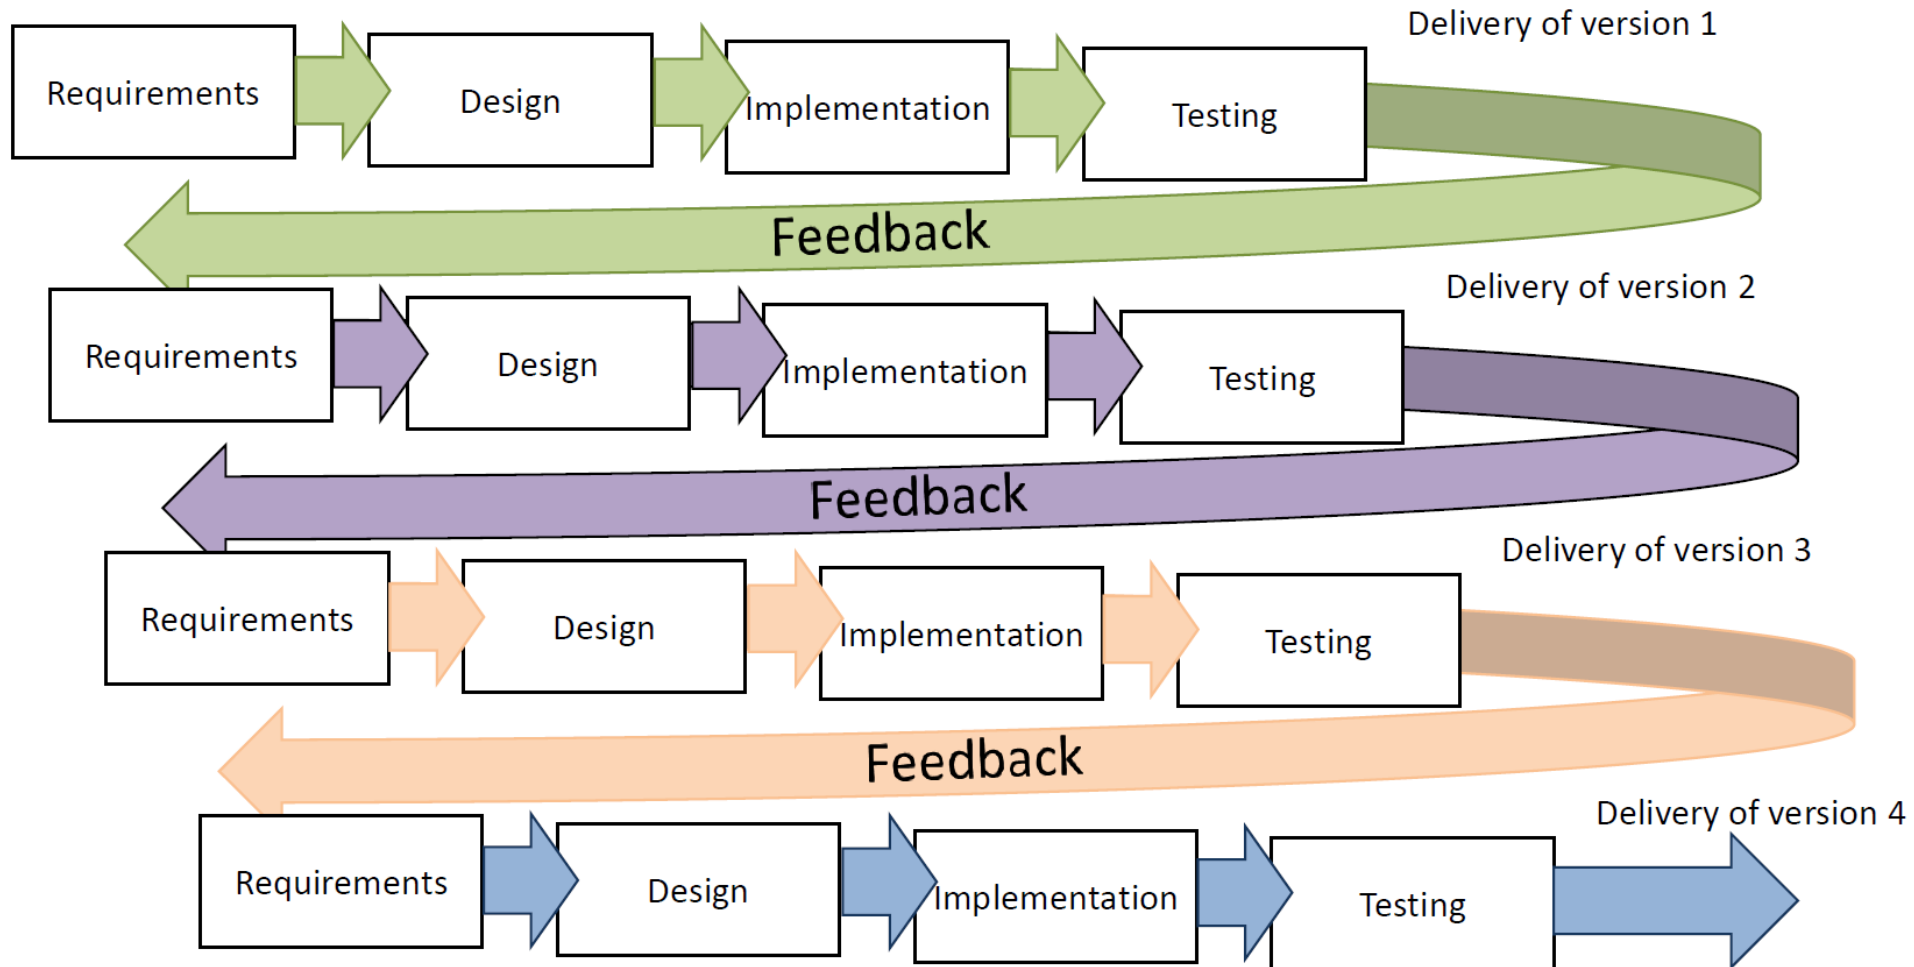 Delivery of version 1
Requirements
Design
Implementation
Testing
Feedback
Delivery of version 2
Requirements
Design
Implementation
Testing
Feedback
Delivery of version 3
Requirements
Design
Implementation
Testing
Feedback
Delivery of version 4
Requirements
Design
Implementation
Testing